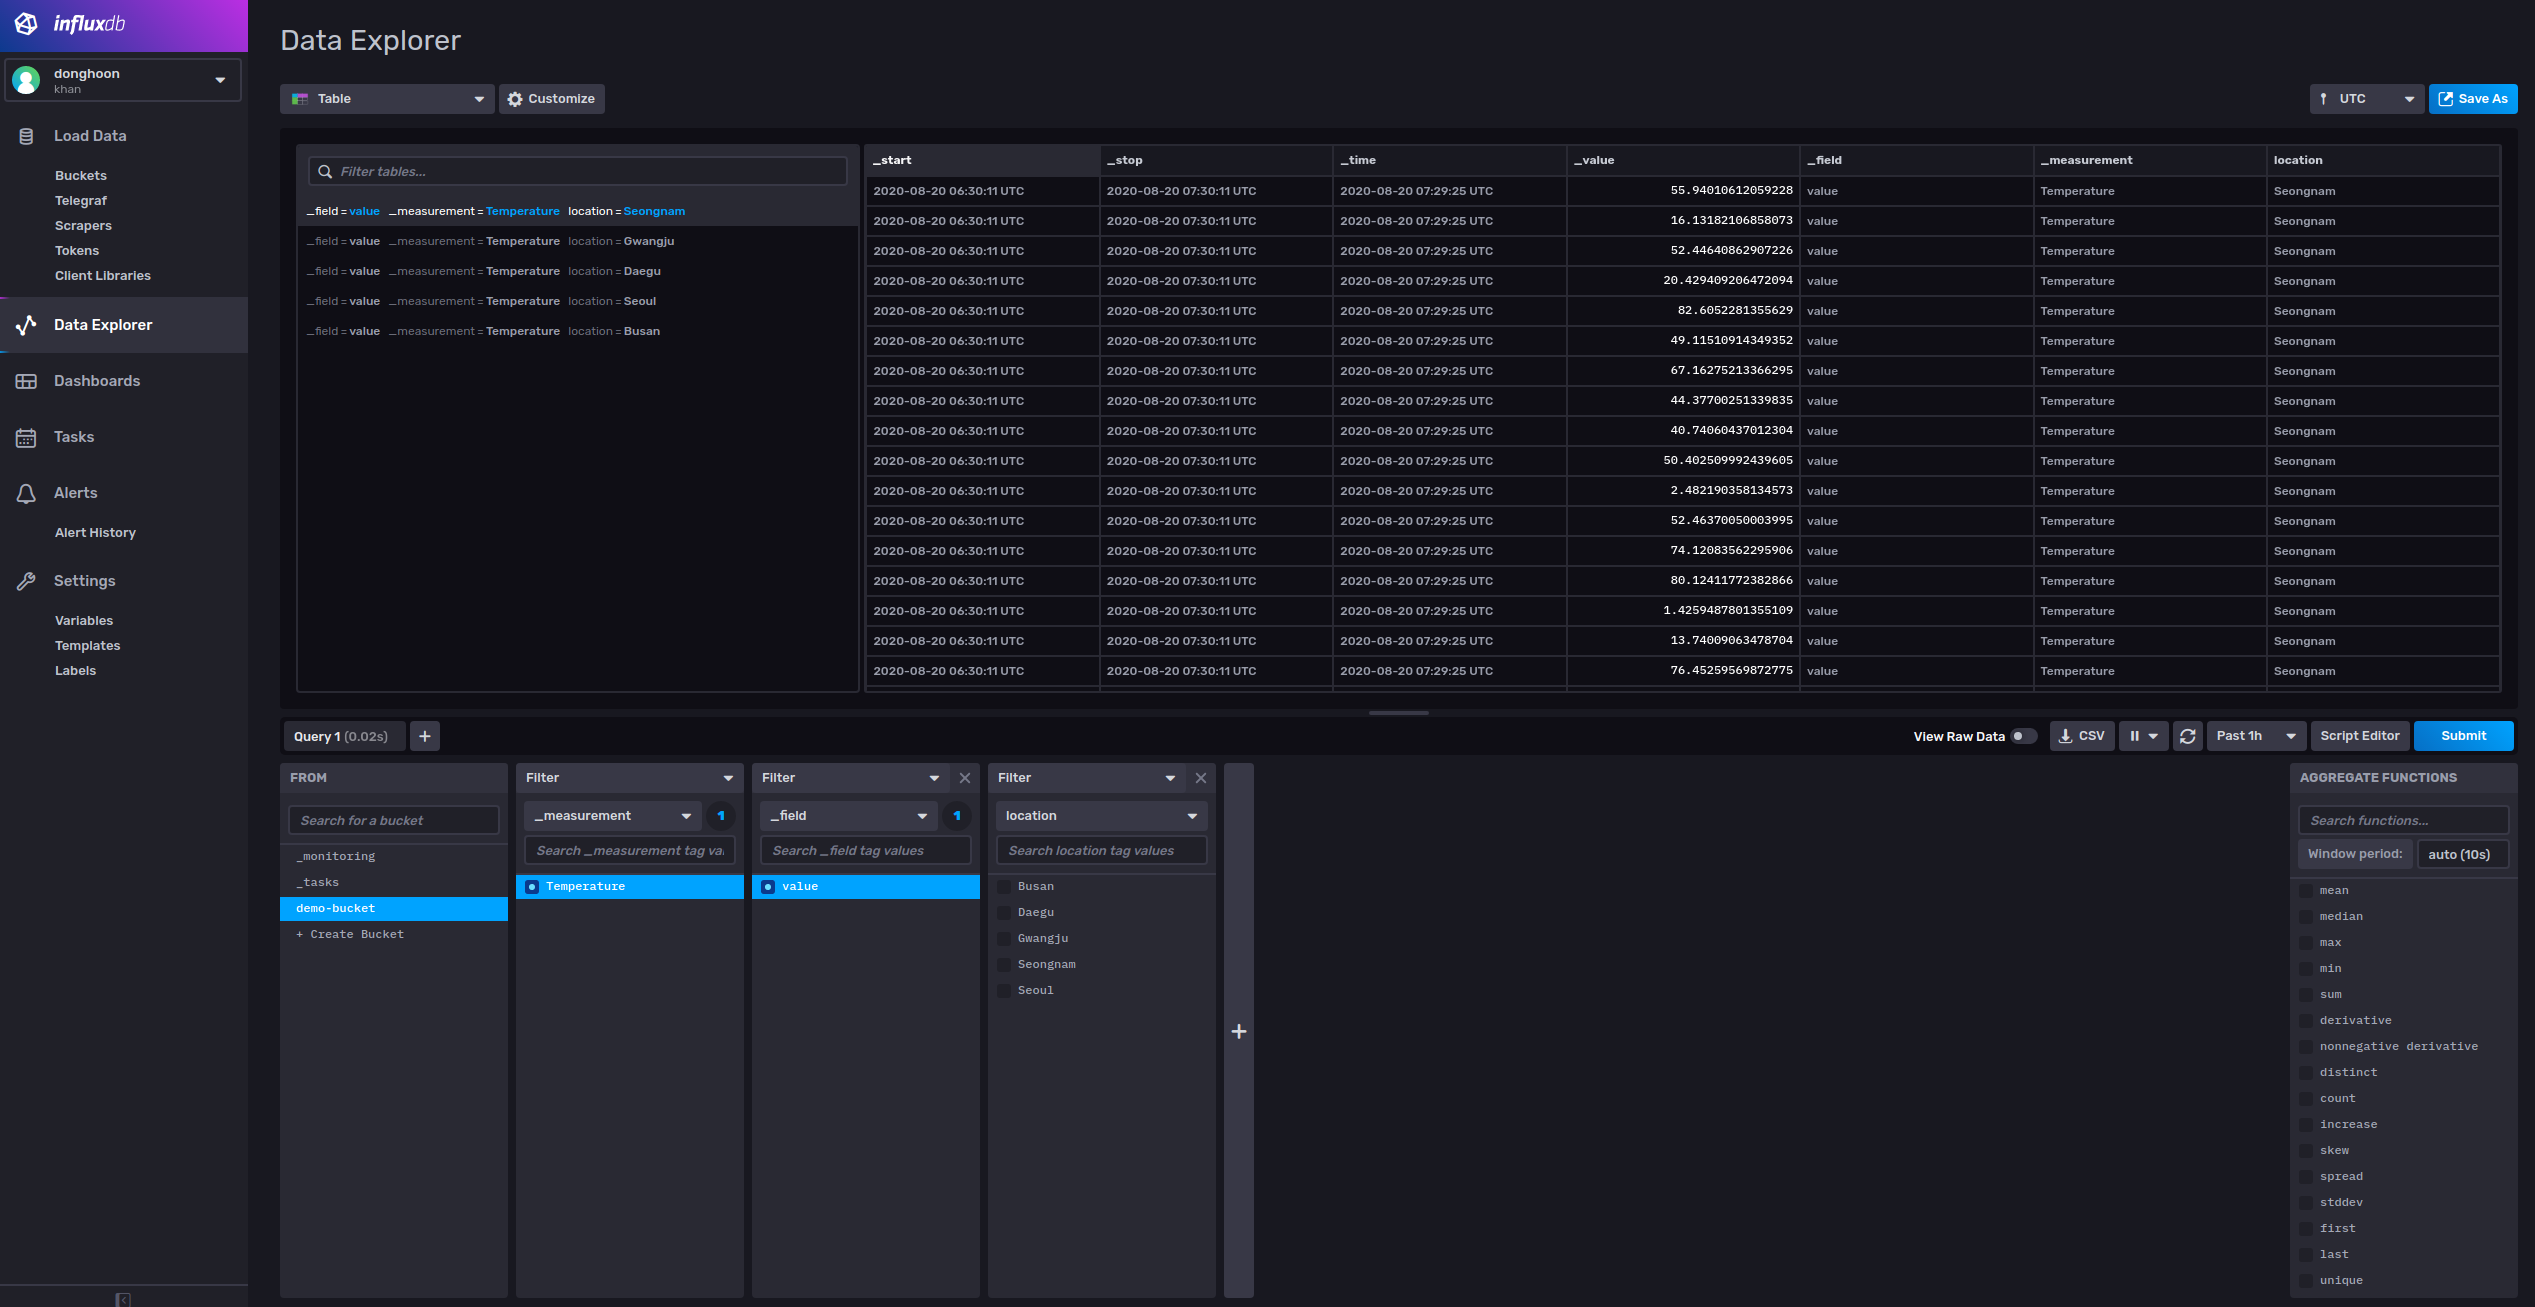 influxdb
donghoon
khan
Load Data
Buckets
Telegraf
Scrapers
Tokens
Client Libraries
Data Explorer
Dashboards
Tasks
Alerts
Alert History
Settings
Variables
Templates
Labels
Data Explorer
Table Customize UTC Save As
Filter tables...
_field = value _measurement = Temperature location = Seongnam
_field = value _measurement = Temperature location = Gwangju
_field = value _measurement = Temperature location = Daegu
_field = value _measurement = Temperature location = Seoul
_field = value _measurement = Temperature location = Busan
_start _stop _time _value _field _measurement location
2020-08-20 06:30:11 UTC 2020-08-20 07:30:11 UTC 2020-08-20 07:29:25 UTC 55.94010612059228 value Temperature Seongnam
2020-08-20 06:30:11 UTC 2020-08-20 07:30:11 UTC 2020-08-20 07:29:25 UTC 16.13182106858073 value Temperature Seongnam
2020-08-20 06:30:11 UTC 2020-08-20 07:30:11 UTC 2020-08-20 07:29:25 UTC 52.44640862907226 value Temperature Seongnam
2020-08-20 06:30:11 UTC 2020-08-20 07:30:11 UTC 2020-08-20 07:29:25 UTC 20.429409206472094 value Temperature Seongnam
2020-08-20 06:30:11 UTC 2020-08-20 07:30:11 UTC 2020-08-20 07:29:25 UTC 82.6052281355629 value Temperature Seongnam
2020-08-20 06:30:11 UTC 2020-08-20 07:30:11 UTC 2020-08-20 07:29:25 UTC 49.11510914349352 value Temperature Seongnam
2020-08-20 06:30:11 UTC 2020-08-20 07:30:11 UTC 2020-08-20 07:29:25 UTC 67.16275213366295 value Temperature Seongnam
2020-08-20 06:30:11 UTC 2020-08-20 07:30:11 UTC 2020-08-20 07:29:25 UTC 44.37700251339835 value Temperature Seongnam
2020-08-20 06:30:11 UTC 2020-08-20 07:30:11 UTC 2020-08-20 07:29:25 UTC 40.74060437012304 value Temperature Seongnam
2020-08-20 06:30:11 UTC 2020-08-20 07:30:11 UTC 2020-08-20 07:29:25 UTC 50.402509992439605 value Temperature Seongnam
2020-08-20 06:30:11 UTC 2020-08-20 07:30:11 UTC 2020-08-20 07:29:25 UTC 2.482190358134573 value Temperature Seongnam
2020-08-20 06:30:11 UTC 2020-08-20 07:30:11 UTC 2020-08-20 07:29:25 UTC 52.46370050003995 value Temperature Seongnam
2020-08-20 06:30:11 UTC 2020-08-20 07:30:11 UTC 2020-08-20 07:29:25 UTC 74.12083562295906 value Temperature Seongnam
2020-08-20 06:30:11 UTC 2020-08-20 07:30:11 UTC 2020-08-20 07:29:25 UTC 80.12411772382866 value Temperature Seongnam
2020-08-20 06:30:11 UTC 2020-08-20 07:30:11 UTC 2020-08-20 07:29:25 UTC 1.4259487801355109 value Temperature Seongnam
2020-08-20 06:30:11 UTC 2020-08-20 07:30:11 UTC 2020-08-20 07:29:25 UTC 13.74009063478704 value Temperature Seongnam
2020-08-20 06:30:11 UTC 2020-08-20 07:30:11 UTC 2020-08-20 07:29:25 UTC 76.45259569872775 value Temperature Seongnam
Query 1 (0.02s) + View Raw Data CSV Past 1h Script Editor Submit
FROM
Search for a bucket
_monitoring
_tasks
demo-bucket
+ Create Bucket
Filter
_measurement 1
Search _measurement tag va
Temperature
Filter
_field 1
Search _field tag values
value
Filter
location
Search location tag values
Busan
Daegu
Gwangju
Seongnam
Seoul
+
AGGREGATE FUNCTIONS
Search functions...
Window period: auto (10s)
mean
median
max
min
sum
derivative
nonnegative derivative
distinct
count
increase
skew
spread
stddev
first
last
unique